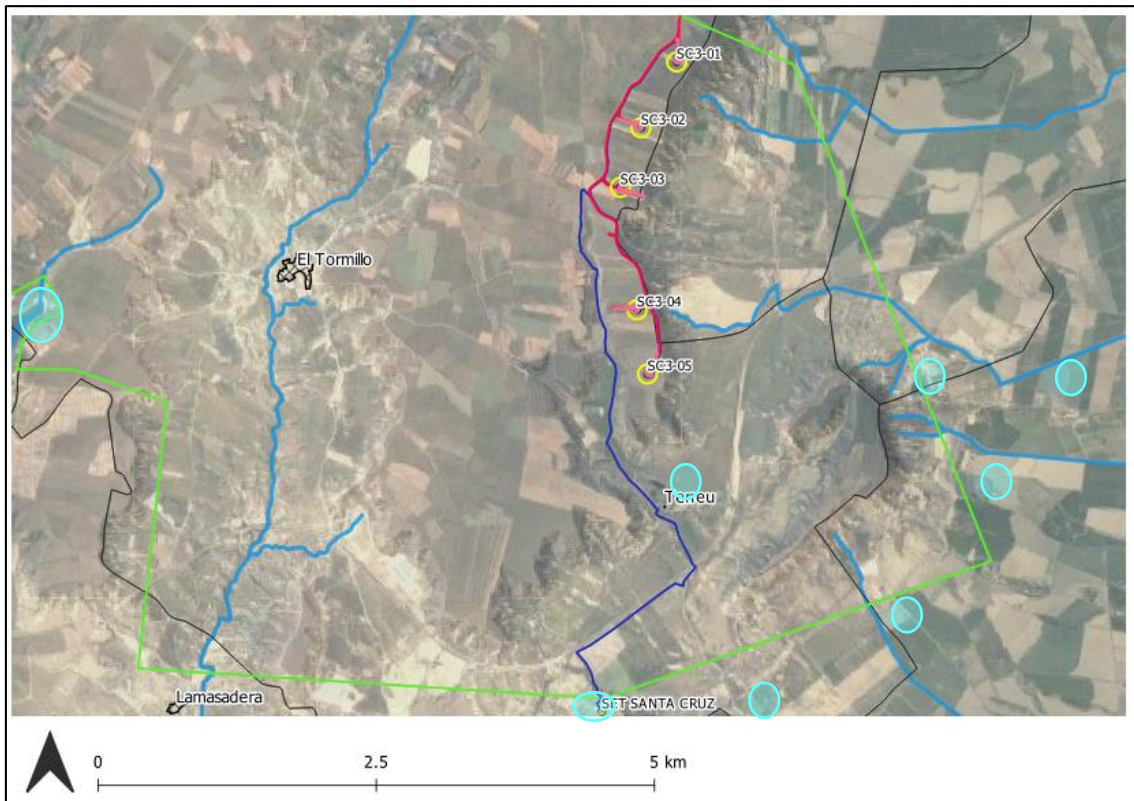 SC3-01
SC3-02
SC3-03
El Tormillo
SC3-04
SC3-05
Terreu
Lamasadera
SET SANTA CRUZ
0
2.5
5 km